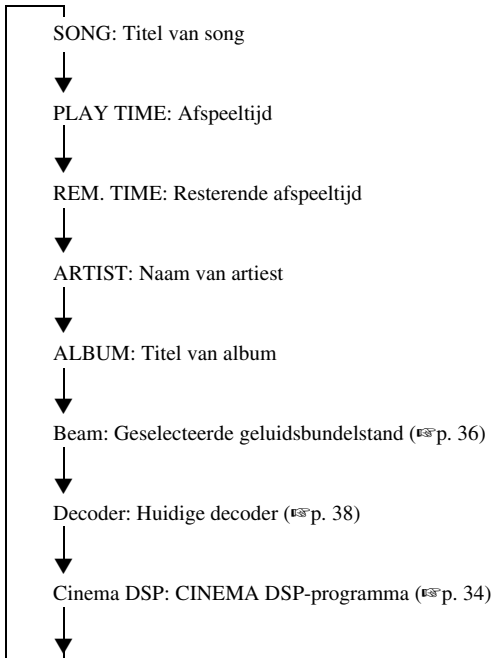 SONG: Titel van song
PLAY TIME: Afspeeltijd
REM. TIME: Resterende afspeeltijd
ARTIST: Naam van artiest
ALBUM: Titel van album
Beam: Geselecteerde geluidsbundelstand (☞p. 36)
Decoder: Huidige decoder (☞p. 38)
Cinema DSP: CINEMA DSP-programma (☞p. 34)